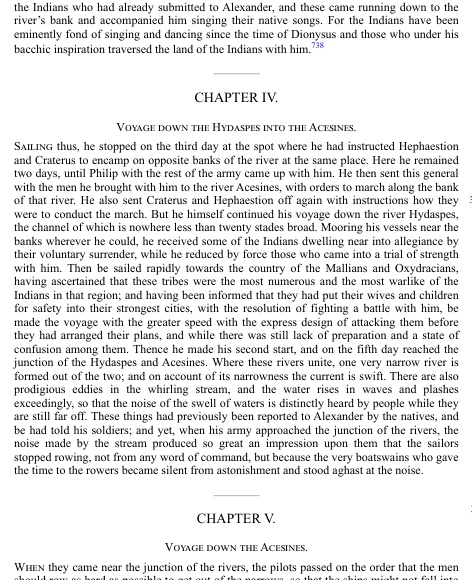 the Indians who had already submitted to Alexander, and these came running down to the
river's bank and accompanied him singing their native songs. For the Indians have been
eminently fond of singing and dancing since the time of Dionysus and those who under his
bacchic inspiration traversed the land of the Indians with him.738
CHAPTER IV.
VOYAGE DOWN THE HYDASPES INTO THE ACESINES.
SAILING thus, he stopped on the third day at the spot where he had instructed Hephaestion
and Craterus to encamp on opposite banks of the river at the same place. Here he remained
two days, until Philip with the rest of the army came up with him. He then sent this general
with the men he brought with him to the river Acesines, with orders to march along the bank
of that river. He also sent Craterus and Hephaestion off again with instructions how they
were to conduct the march. But he himself continued his voyage down the river Hydaspes,
the channel of which is nowhere less than twenty stades broad. Mooring his vessels near the
banks wherever he could, he received some of the Indians dwelling near into allegiance by
their voluntary surrender, while he reduced by force those who came into a trial of strength
with him. Then be sailed rapidly towards the country of the Mallians and Oxydracians,
having ascertained that these tribes were the most numerous and the most warlike of the
Indians in that region; and having been informed that they had put their wives and children
for safety into their strongest cities, with the resolution of fighting a battle with him, be
made the voyage with the greater speed with the express design of attacking them before
they had arranged their plans, and while there was still lack of preparation and a state of
confusion among them. Thence he made his second start, and on the fifth day reached the
junction of the Hydaspes and Acesines. Where these rivers unite, one very narrow river is
formed out of the two; and on account of its narrowness the current is swift. There are also
prodigious eddies in the whirling stream, and the water rises in waves and plashes
exceedingly, so that the noise of the swell of waters is distinctly heard by people while they
are still far off. These things had previously been reported to Alexander by the natives, and
be had told his soldiers; and yet, when his army approached the junction of the rivers, the
noise made by the stream produced so great an impression upon them that the sailors
stopped rowing, not from any word of command, but because the very boatswains who gave
the time to the rowers became silent from astonishment and stood aghast at the noise.
CHAPTER V.
VOYAGE DOWN THE ACESINES.
WHEN they came near the junction of the rivers, the pilots passed on the order that the men
should row as hard as possible to get out of the narrows, so that the ships might not fall into